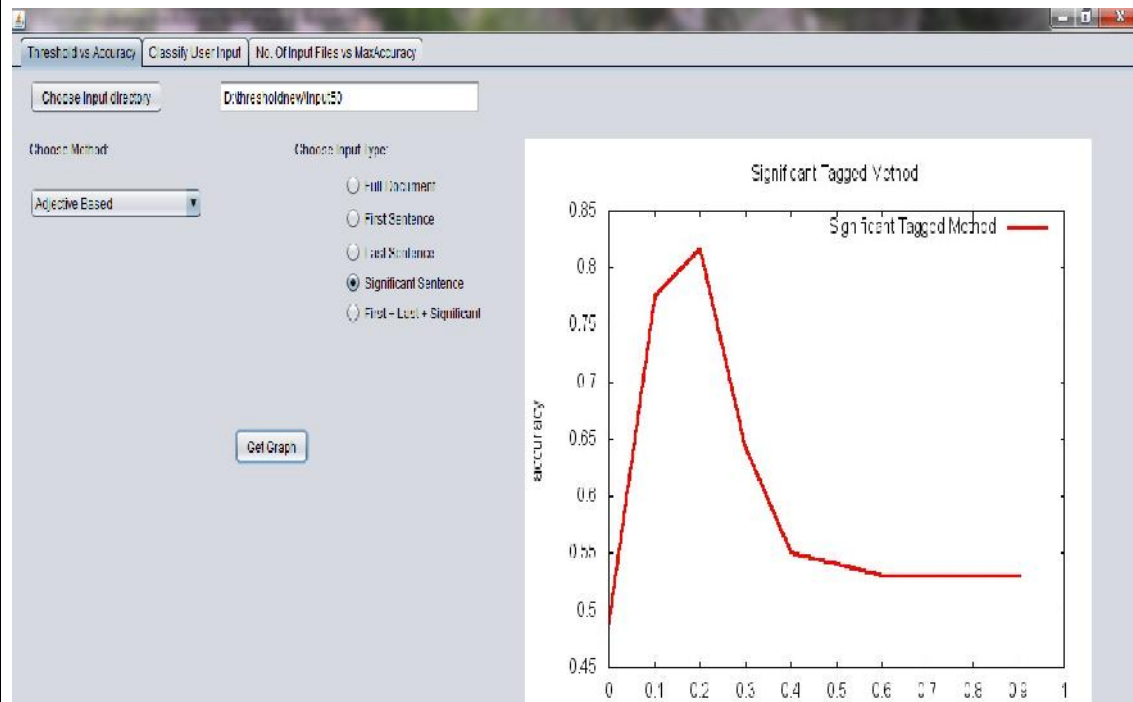 Threshold vs Accuracy Classify User Input No. Of Input Files vs MaxAccuracy
Choose Input directory D:\thresholdnew\Input50
Choose Method: Choose Input Type:
Adjective Based
Full Document
First Sentence
Last Sentence
Significant Sentence
First + Last + Significant
Get Graph
Significant Tagged Method
Significant Tagged Method
accuracy
0.85
0.8
0.75
0.7
0.65
0.6
0.55
0.5
0.45
0 0.1 0.2 0.3 0.4 0.5 0.6 0.7 0.8 0.9 1